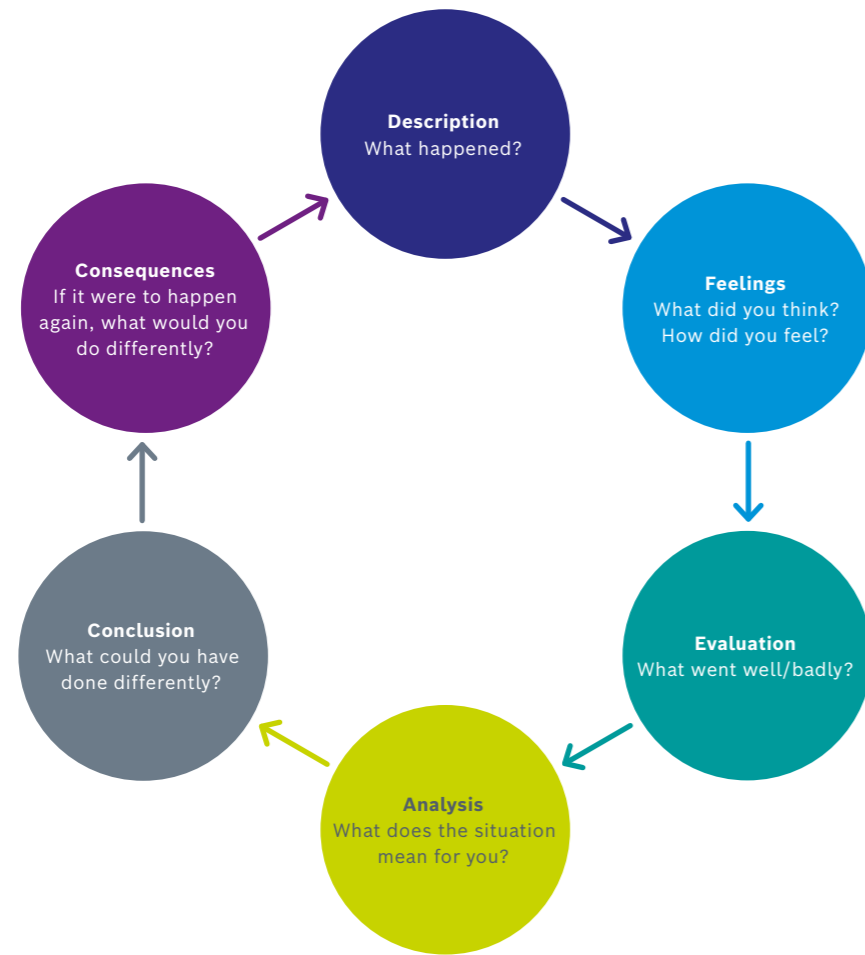 Description
What happened?
Feelings
What did you think?
How did you feel?
Evaluation
What went well/badly?
Analysis
What does the situation
mean for you?
Conclusion
What could you have
done differently?
Consequences
If it were to happen
again, what would you
do differently?